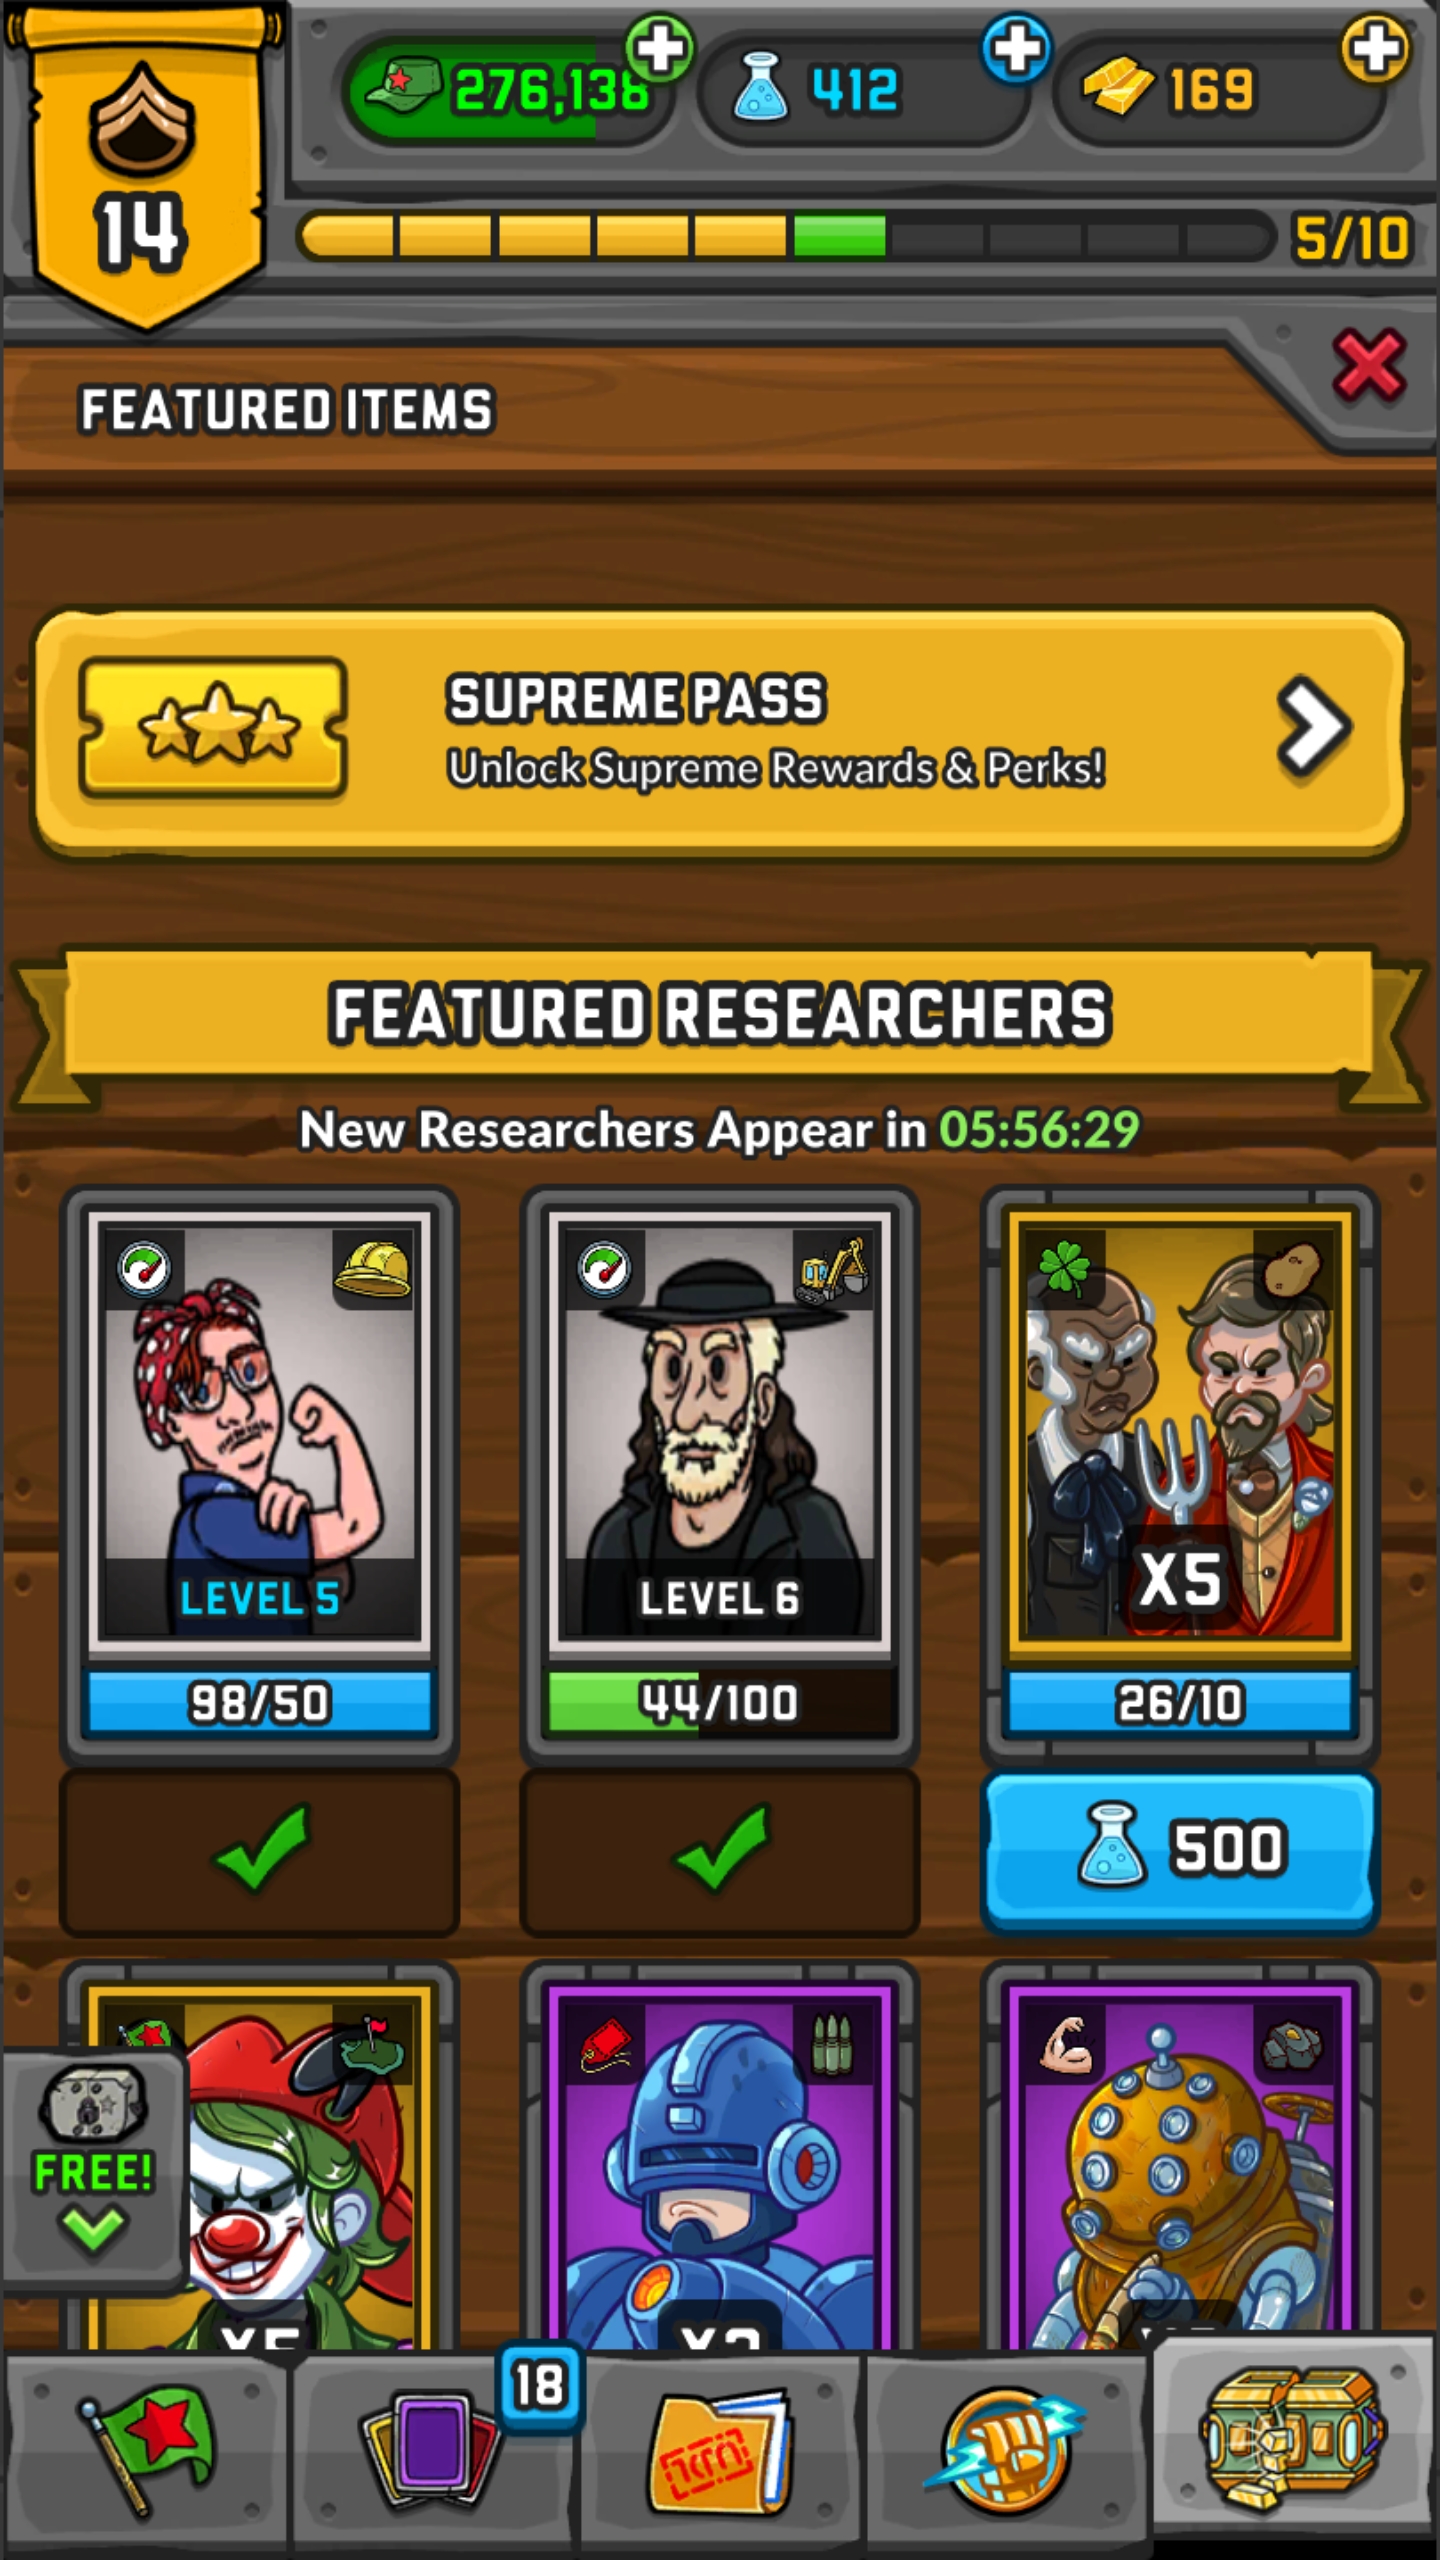 276,138
412
169
14
5/10
FEATURED ITEMS
SUPREME PASS
Unlock Supreme Rewards & Perks!
FEATURED RESEARCHERS
New Researchers Appear in 05:56:29
LEVEL 5
LEVEL 6
X5
98/50
44/100
26/10
500
FREE!
X5
18